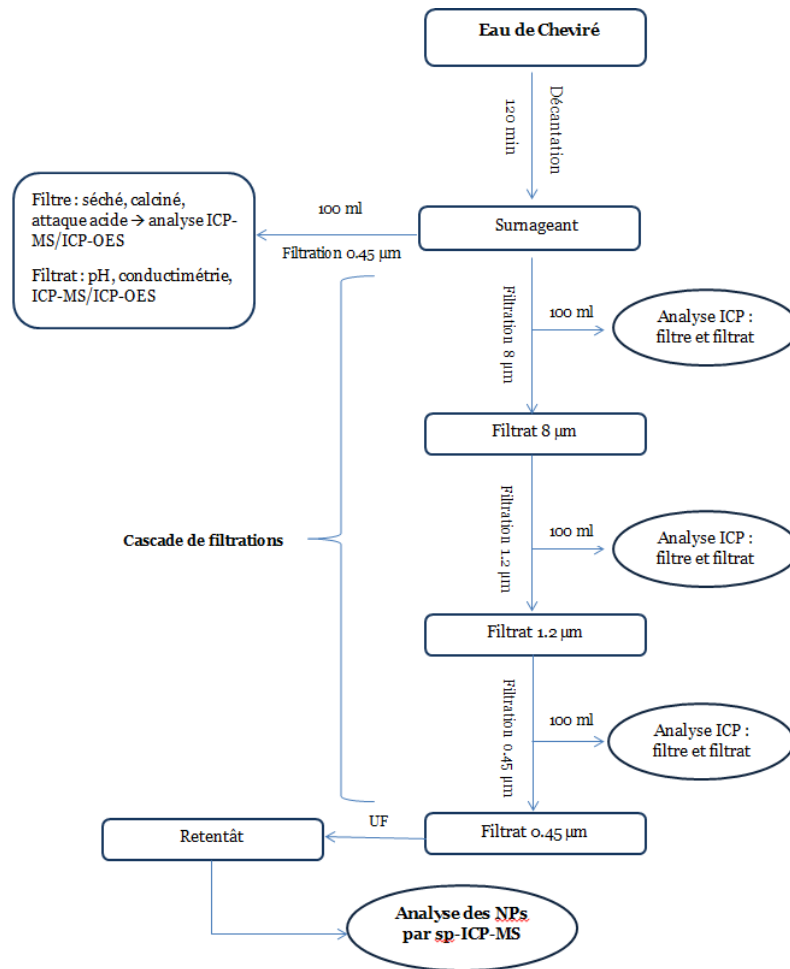 Eau de Cheviré
Décantation
120 min
Filtre : séché, calciné,
attaque acide → analyse ICP-
MS/ICP-OES
Filtrat : pH, conductimétrie,
ICP-MS/ICP-OES
100 ml
Filtration 0.45 µm
Surnageant
Filtration 8 µm
100 ml
Analyse ICP :
filtre et filtrat
Filtrat 8 µm
Cascade de filtrations
Filtration 1.2 µm
100 ml
Analyse ICP :
filtre et filtrat
Filtrat 1.2 µm
Filtration 0.45 µm
100 ml
Analyse ICP :
filtre et filtrat
Retentât
UF
Filtrat 0.45 µm
Analyse des NPs
par sp-ICP-MS